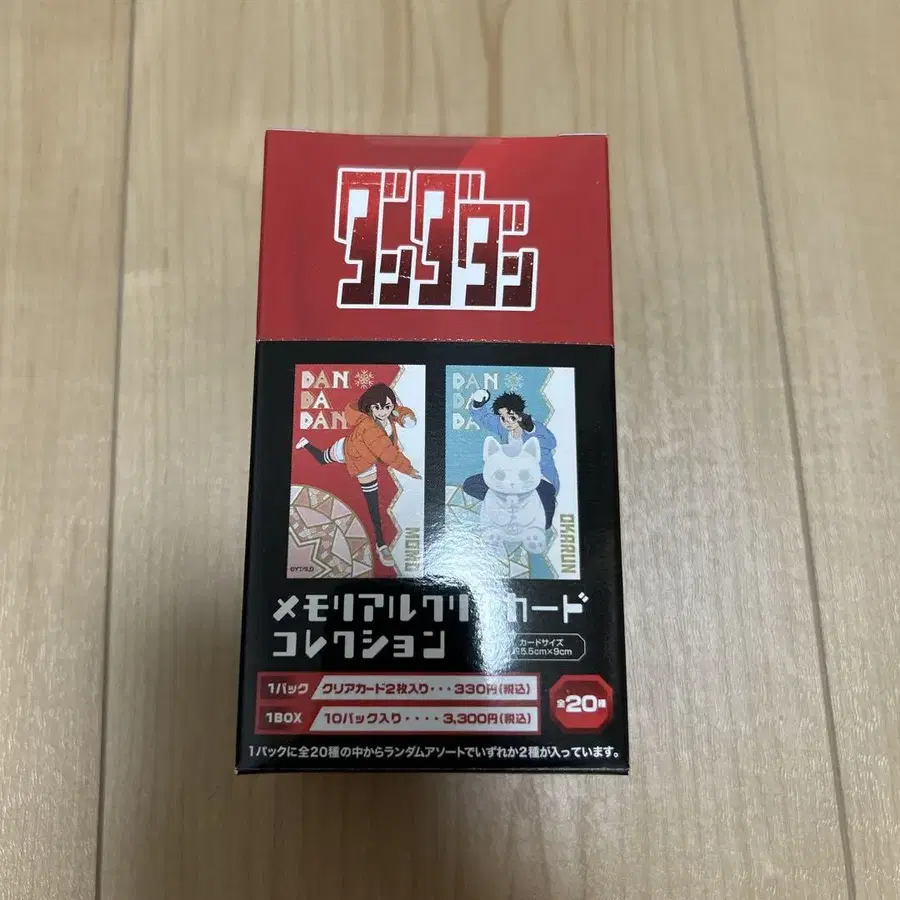 ダンダダン
DAN
DA
DAN
MOMO
©YT/S,D
DAN
DA
OKARUN
メモリアルクリアカード
コレクション
カードサイズ
約5.5cm×9cm
1パック クリアカード2枚入り・・・330円(税込)
1BOX 10パック入り・・・・3,300円(税込)
全20種
1パックに全20種の中からランダムアソートでいずれか2種が入っています。